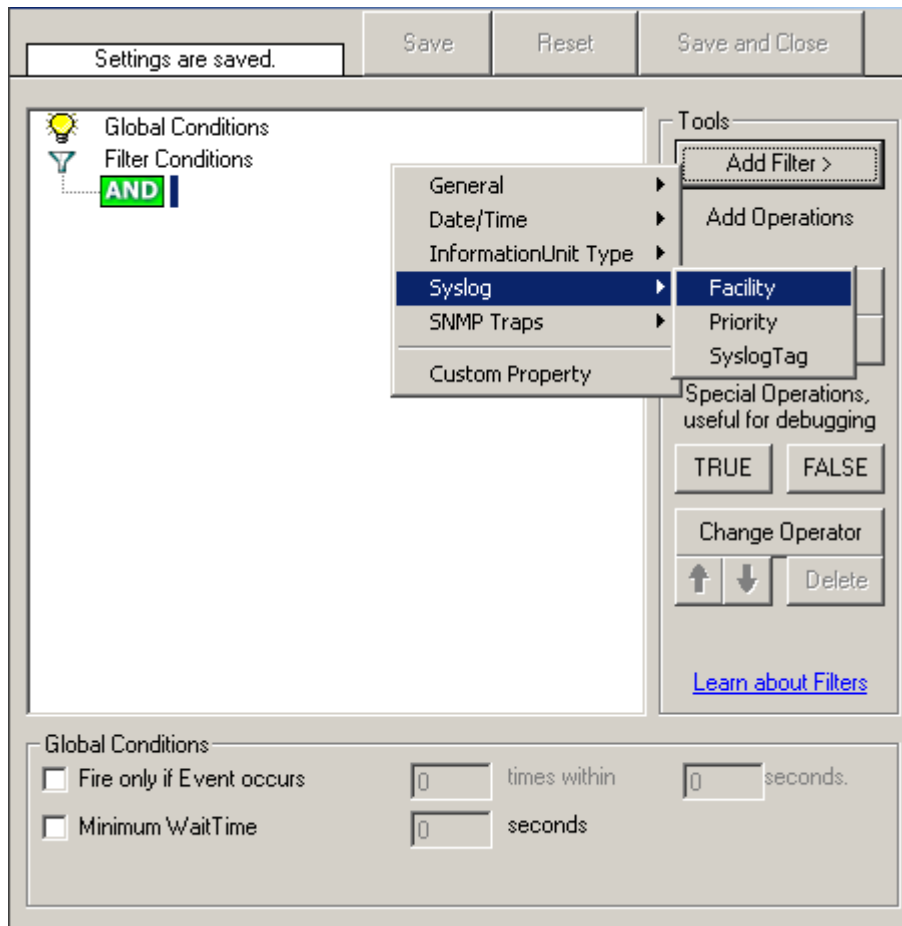 Settings are saved.
Save
Reset
Save and Close
Global Conditions
Filter Conditions
AND
General
Date/Time
InformationUnit Type
Syslog
SNMP Traps
Custom Property
Facility
Priority
SyslogTag
Tools
Add Filter >
Add Operations
Special Operations,
useful for debugging
TRUE
FALSE
Change Operator
Delete
Learn about Filters
Global Conditions
Fire only if Event occurs
0
times within
0
seconds.
Minimum WaitTime
0
seconds